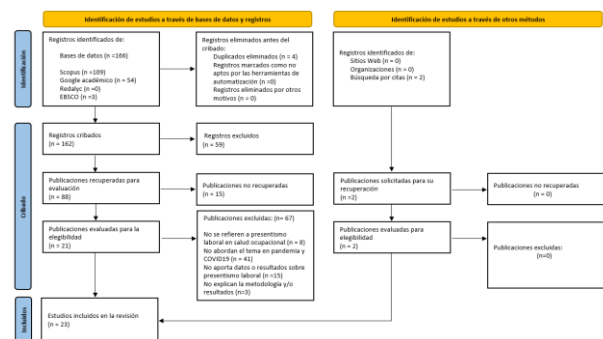 Identificación de estudios a través de bases de datos y registros
Identificación de estudios a través de otros métodos
Identificación
Registros identificados de:
Bases de datos (n =166)
Scopus (n =109)
Google académico (n = 54)
Redalyc (n =0)
EBSCO (n =3)
Registros eliminados antes del
cribado:
Duplicados eliminados (n = 4)
Registros marcados como no
aptos por las herramientas de
automatización (n =0)
Registros eliminados por otros
motivos (n = 0)
Registros identificados de:
Sitios Web (n = 0)
Organizaciones (n = 0)
Búsqueda por citas (n = 2)
Cribado
Registros cribados
(n = 162)
Registros excluidos
(n = 59)
Publicaciones recuperadas para
evaluación
(n = 88)
Publicaciones no recuperadas
(n = 15)
Publicaciones solicitadas para su
recuperación
(n =2)
Publicaciones no recuperadas
(n = 0)
Publicaciones evaluadas para la
elegibilidad
(n = 21)
Publicaciones excluidas: (n= 67)
No se refieren a presentismo
laboral en salud ocupacional (n = 8)
No abordan el tema en pandemia y
COVID19 (n = 41)
No aporta datos o resultados sobre
presentismo laboral (n =15)
No explican la metodología y/o
resultados (n=3)
Publicaciones evaluadas para
elegibilidad
(n = 2)
Publicaciones excluidas:
(n=0)
Incluidos
Estudios incluidos en la revisión
(n = 23)